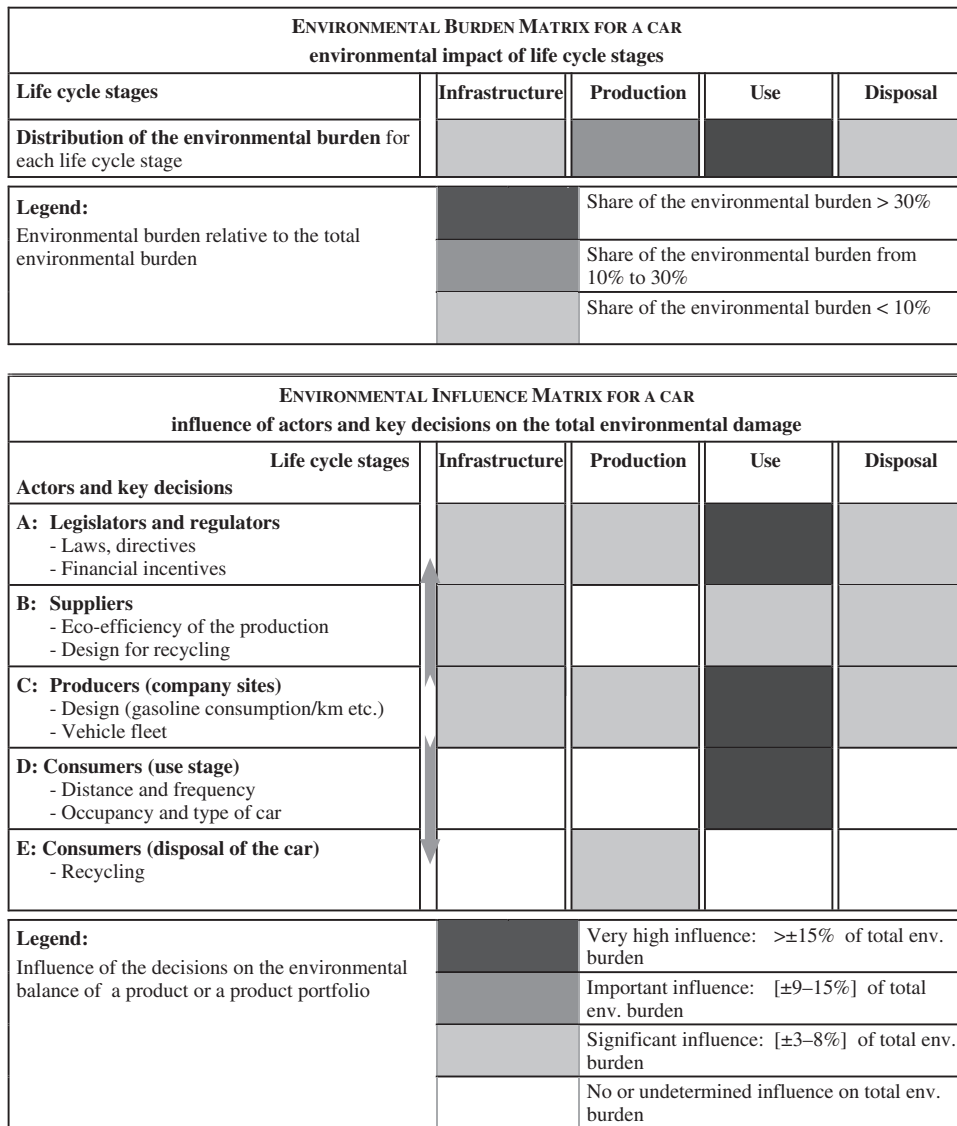 ENVIRONMENTAL BURDEN MATRIX FOR A CAR
environmental impact of life cycle stages
Life cycle stages
Infrastructure
Production
Use
Disposal
Distribution of the environmental burden for
each life cycle stage
Legend:
Environmental burden relative to the total
environmental burden
Share of the environmental burden > 30%
Share of the environmental burden from
10% to 30%
Share of the environmental burden < 10%
ENVIRONMENTAL INFLUENCE MATRIX FOR A CAR
influence of actors and key decisions on the total environmental damage
Life cycle stages
Actors and key decisions
Infrastructure
Production
Use
Disposal
A: Legislators and regulators
- Laws, directives
- Financial incentives
B: Suppliers
- Eco-efficiency of the production
- Design for recycling
C: Producers (company sites)
- Design (gasoline consumption/km etc.)
- Vehicle fleet
D: Consumers (use stage)
- Distance and frequency
- Occupancy and type of car
E: Consumers (disposal of the car)
- Recycling
Legend:
Influence of the decisions on the environmental
balance of a product or a product portfolio
Very high influence: >±15% of total env.
burden
Important influence: [±9–15%] of total
env. burden
Significant influence: [±3–8%] of total env.
burden
No or undetermined influence on total env.
burden